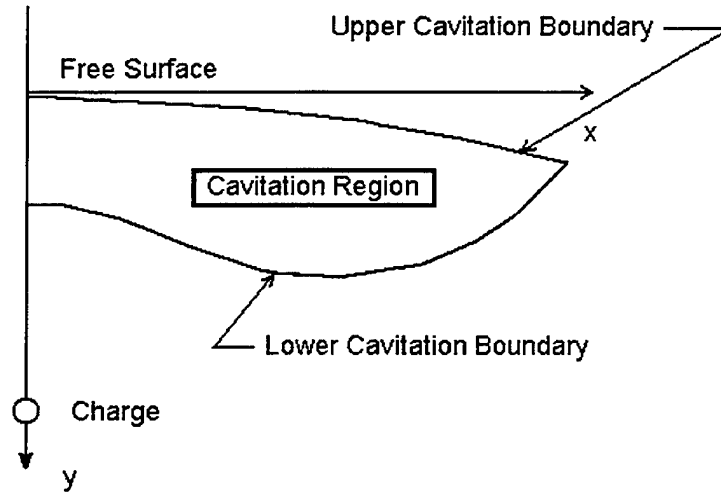 Upper Cavitation Boundary
Free Surface
x
Cavitation Region
Lower Cavitation Boundary
Charge
y